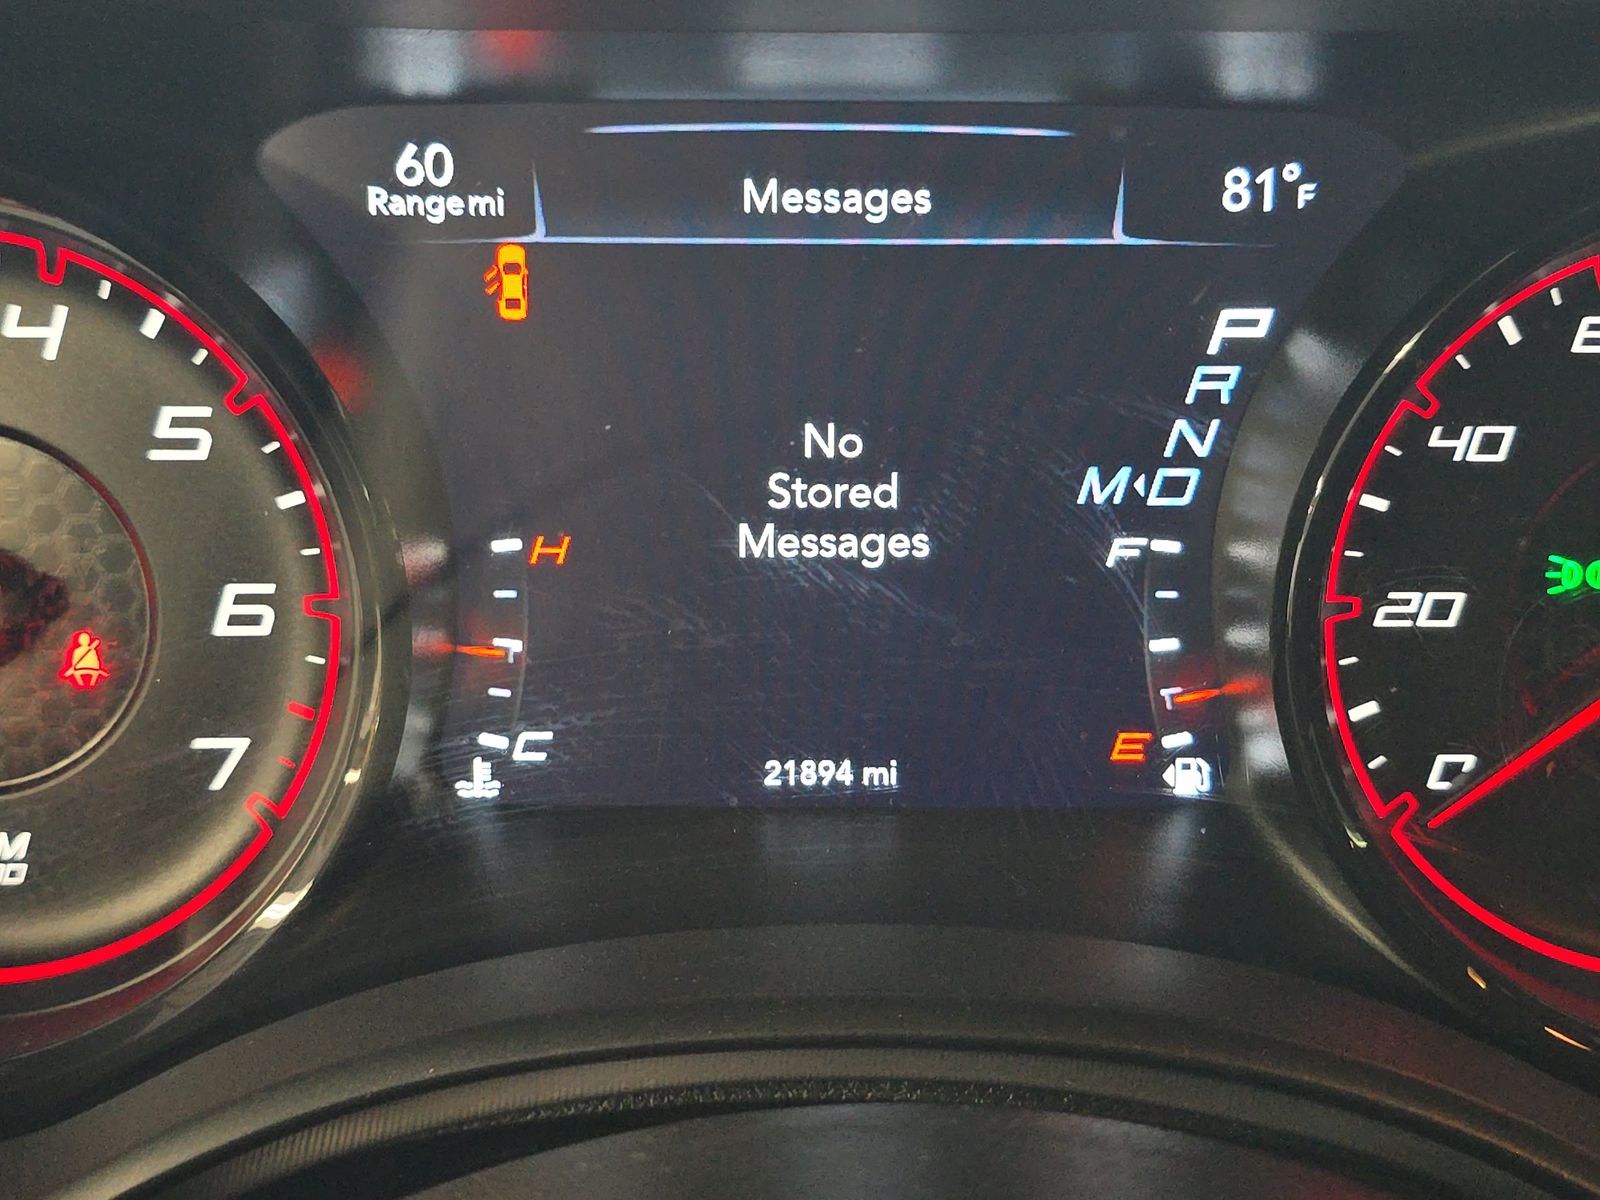 60
Range mi
Messages
81°F
4
5
6
7
P
R
N
M D
H
C
No
Stored
Messages
21894 mi
F
E
40
20
0